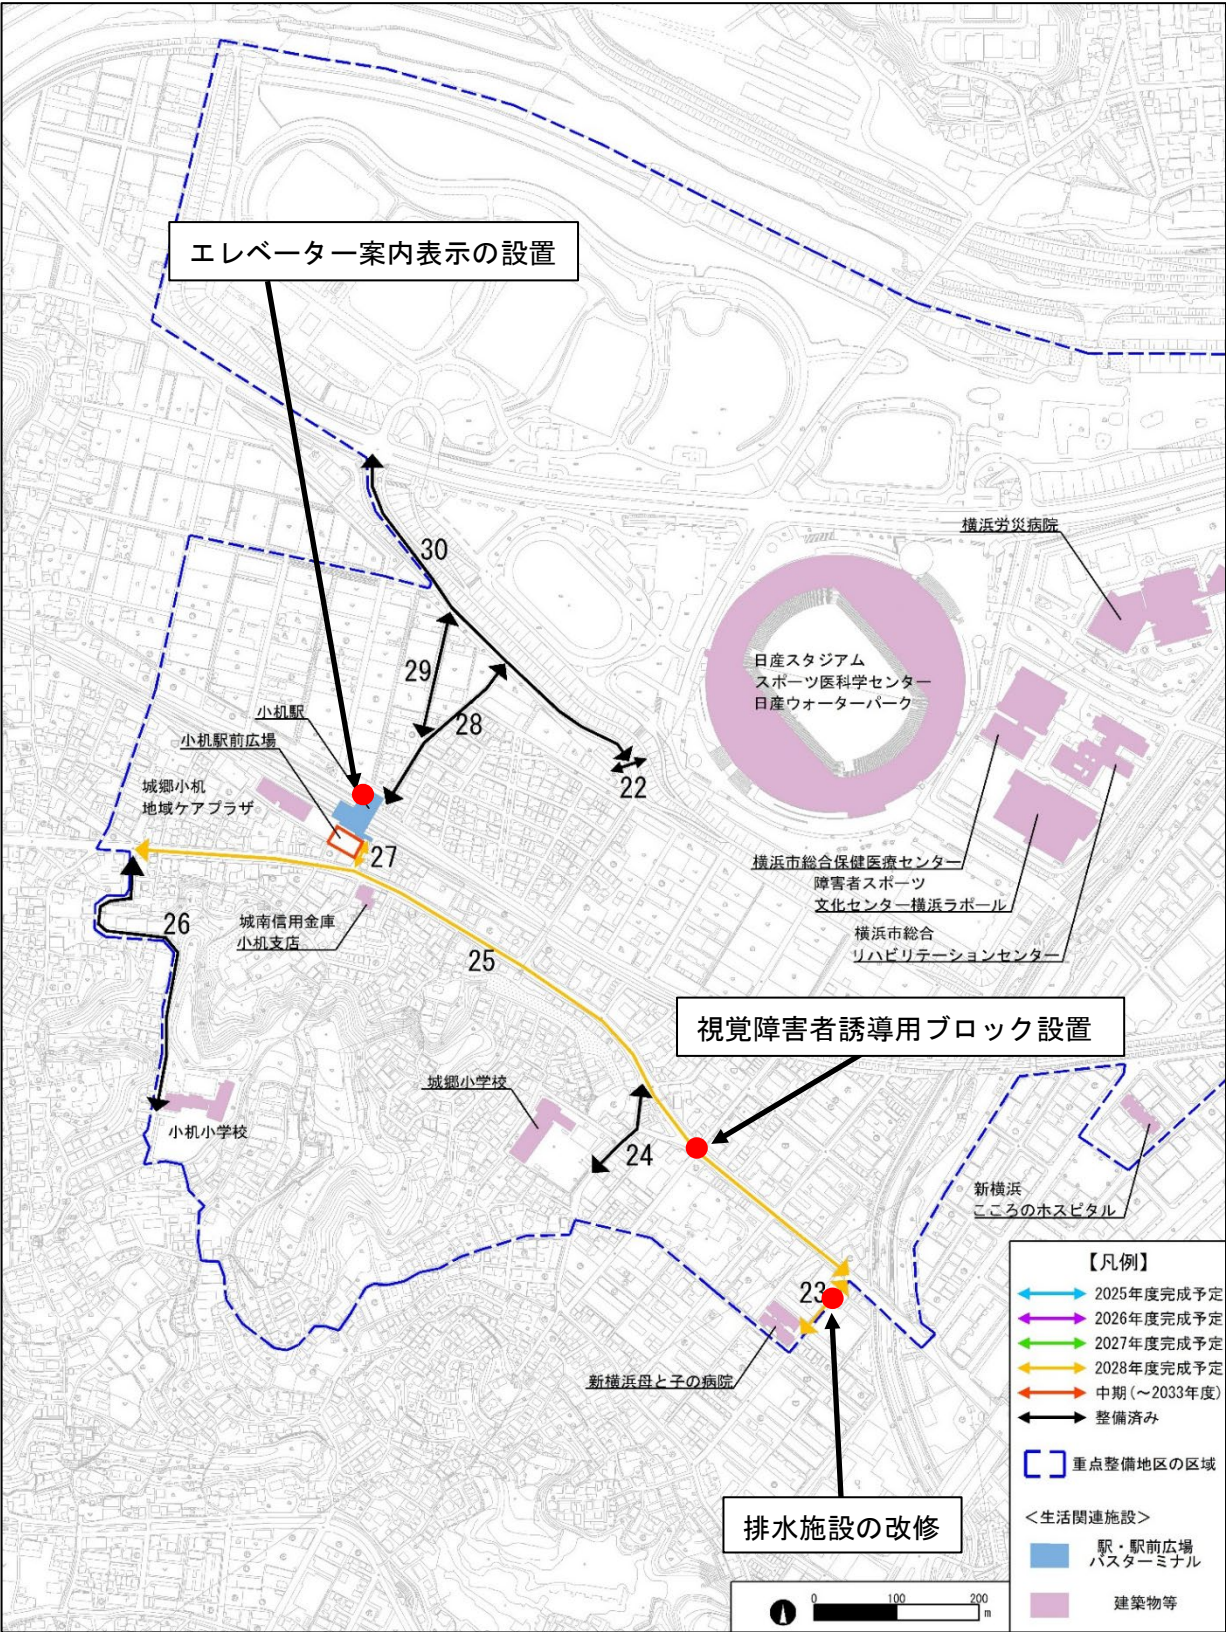 エレベーター案内表示の設置
横浜労災病院
30
日産スタジアム
スポーツ医科学センター
日産ウォーターパーク
29
28
小机駅
小机駅前広場
22
城郷小机
地域ケアプラザ
27
横浜市総合保健医療センター
障害者スポーツ
文化センター横浜ラポール
城南信用金庫
小机支店
26
25
横浜市総合
リハビリテーションセンター
視覚障害者誘導用ブロック設置
城郷小学校
小机小学校
24
新横浜
こころのホスピタル
23
新横浜母と子の病院
排水施設の改修
【凡例】
2025年度完成予定
2026年度完成予定
2027年度完成予定
2028年度完成予定
中期(～2033年度)
整備済み
重点整備地区の区域
＜生活関連施設＞
駅・駅前広場
バスターミナル
建築物等
0 100 200
m